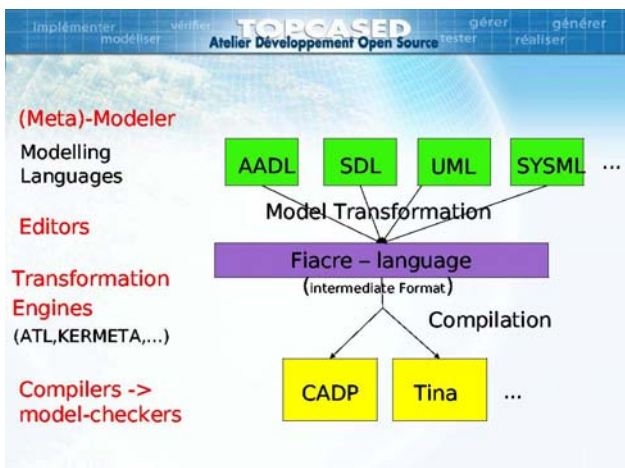 implémenter vérifier TOPCASED gérer générer
modéliser Atelier Développement Open Source tester réaliser
(Meta)-Modeler
Modelling
Languages
AADL SDL UML SYSML ...
Model Transformation
Editors
Fiacre – language
(intermediate Format)
Transformation
Engines
(ATL,KERMETA,...)
Compilation
Compilers ->
model-checkers
CADP Tina ...